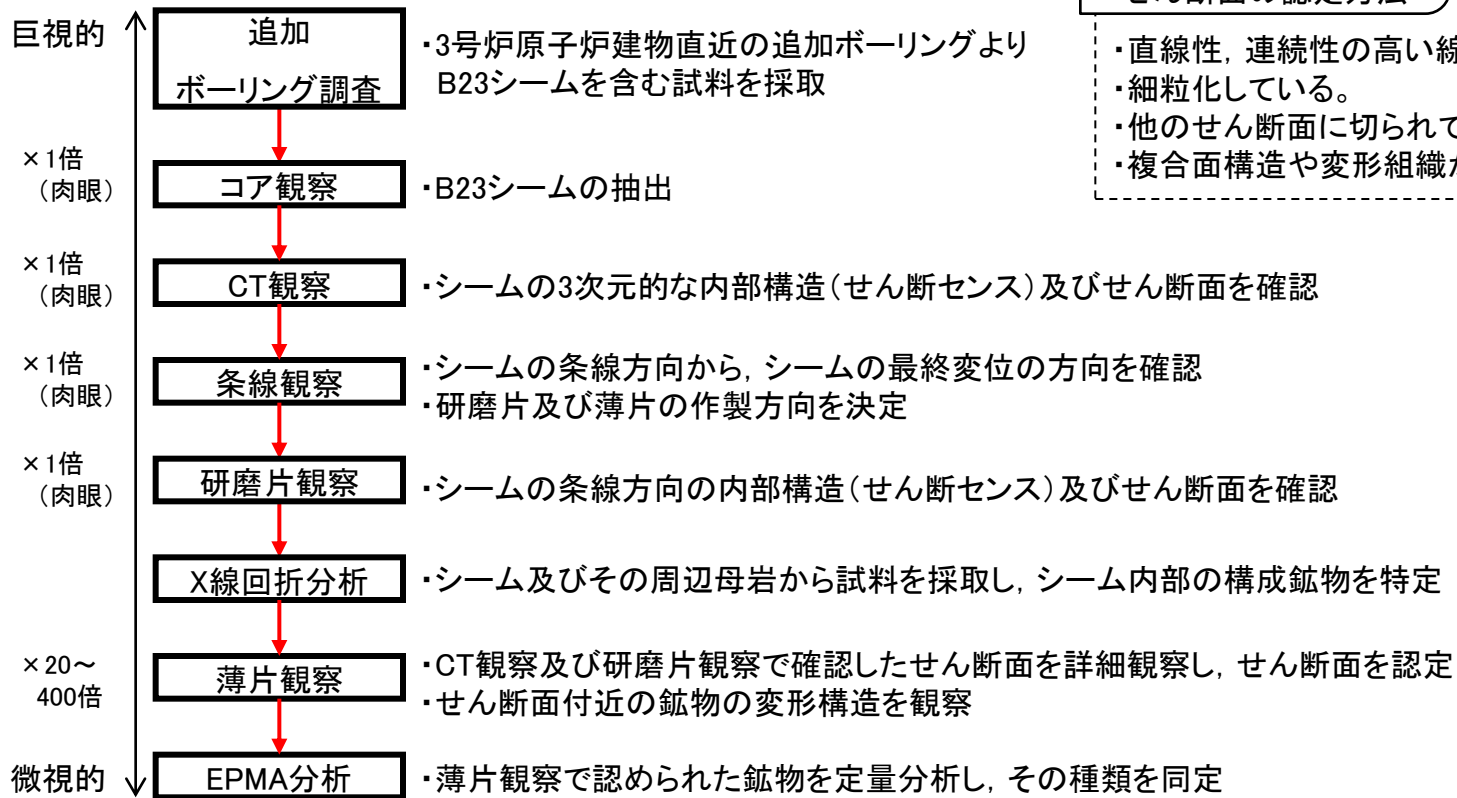 巨視的
追加
ボーリング調査
・3号炉原子炉建物直近の追加ボーリングより
B23シームを含む試料を採取
・直線性，連続性の高い線
・細粒化している。
・他のせん断面に切られて
・複合面構造や変形組織が
×1倍
（肉眼）
コア観察
・B23シームの抽出
×1倍
（肉眼）
CT観察
・シームの3次元的な内部構造（せん断センス）及びせん断面を確認
×1倍
（肉眼）
条線観察
・シームの条線方向から，シームの最終変位の方向を確認
・研磨片及び薄片の作製方向を決定
×1倍
（肉眼）
研磨片観察
・シームの条線方向の内部構造（せん断センス）及びせん断面を確認
X線回折分析
・シーム及びその周辺母岩から試料を採取し，シーム内部の構成鉱物を特定
×20～
400倍
薄片観察
・CT観察及び研磨片観察で確認したせん断面を詳細観察し，せん断面を認定
・せん断面付近の鉱物の変形構造を観察
微視的
EPMA分析
・薄片観察で認められた鉱物を定量分析し，その種類を同定